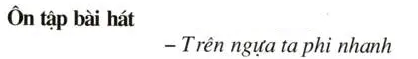 Ôn tập bài hát
– Trên ngựa ta phi nhanh